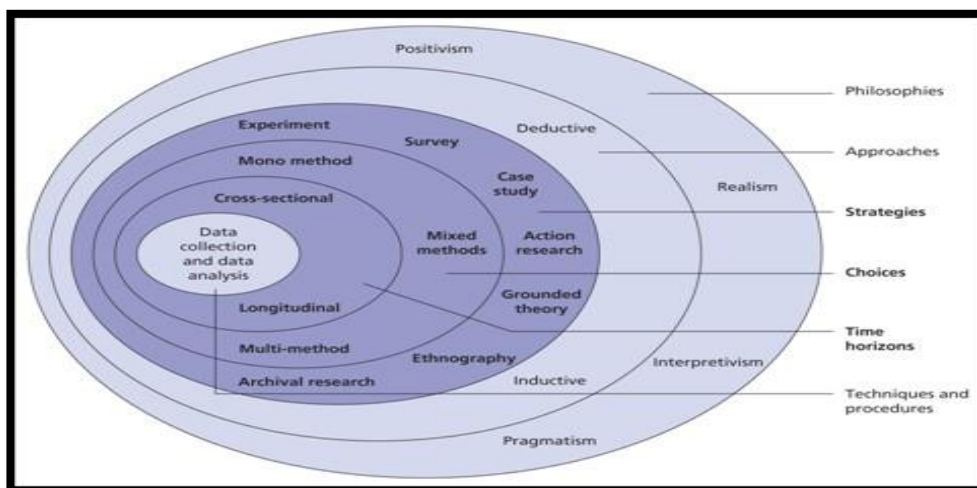 Positivism
Philosophies
Experiment
Deductive
Survey
Approaches
Mono method
Case
study
Realism
Cross-sectional
Strategies
Data
collection
and data
analysis
Mixed
methods
Action
research
Choices
Longitudinal
Grounded
theory
Time
horizons
Multi-method
Ethnography
Interpretivism
Archival research
Inductive
Techniques and
procedures
Pragmatism